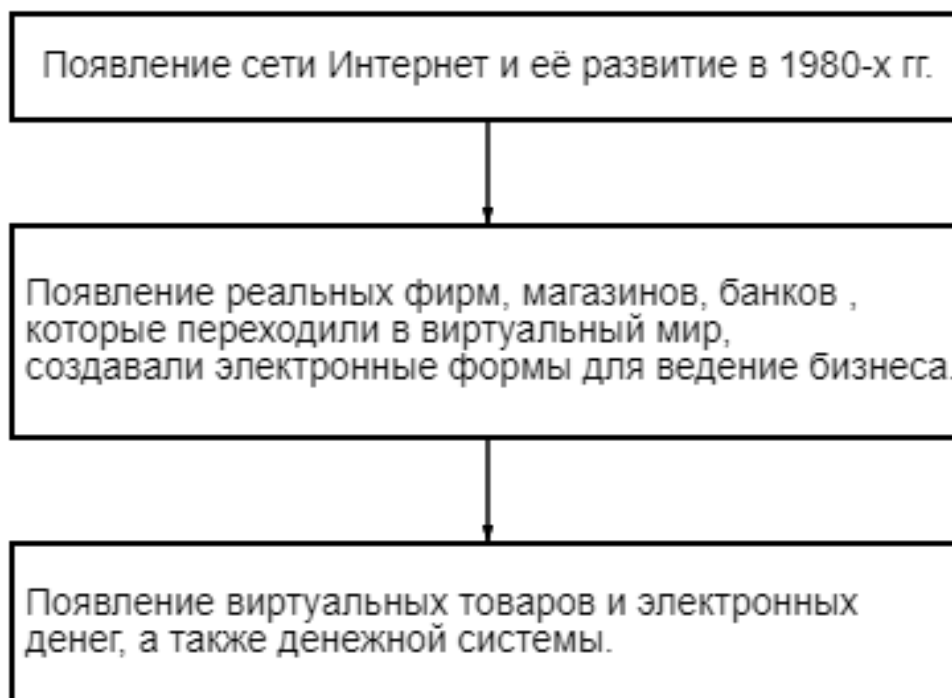 Появление сети Интернет и её развитие в 1980-х гг.
Появление реальных фирм, магазинов, банков ,
которые переходили в виртуальный мир,
создавали электронные формы для ведение бизнеса.
Появление виртуальных товаров и электронных
денег, а также денежной системы.